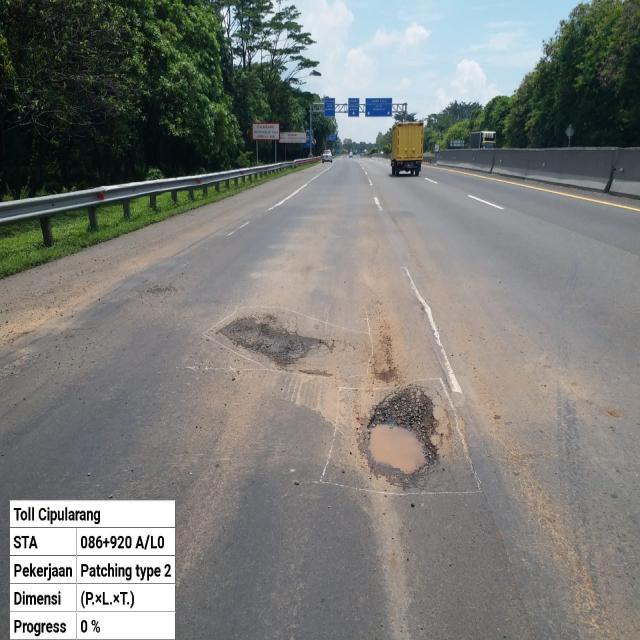 Toll Cipularang
STA 086+920 A/L0
Pekerjaan Patching type 2
Dimensi (P.×L.×T.)
Progress 0 %